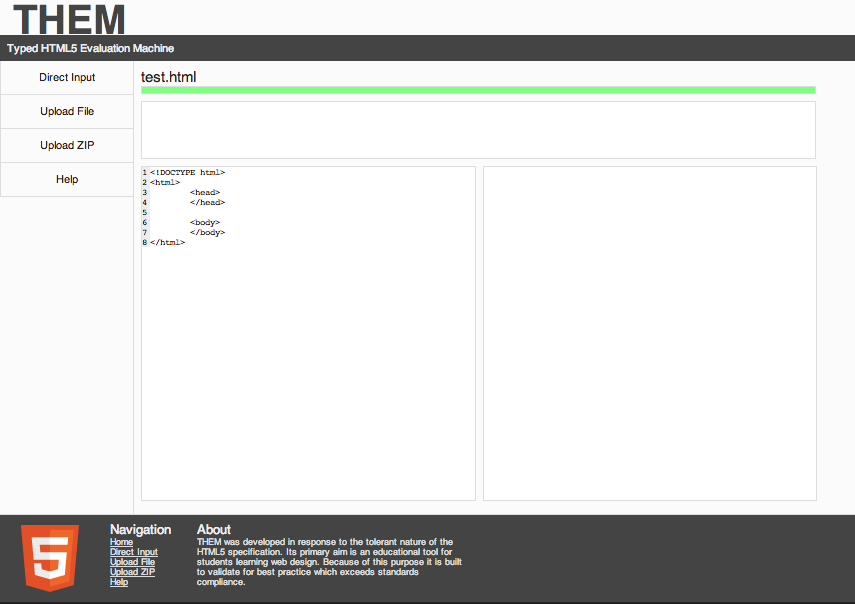 THEM
Typed HTML5 Evaluation Machine
Direct Input
Upload File
Upload ZIP
Help
test.html
1 <!DOCTYPE html>
2 <html>
3 <head>
4 </head>
5
6 <body>
7 </body>
8 </html>
5
Navigation
Home
Direct Input
Upload File
Upload ZIP
Help
About
THEM was developed in response to the tolerant nature of the
HTML5 specification. Its primary aim is an educational tool for
students learning web design. Because of this purpose it is built
to validate for best practice which exceeds standards
compliance.